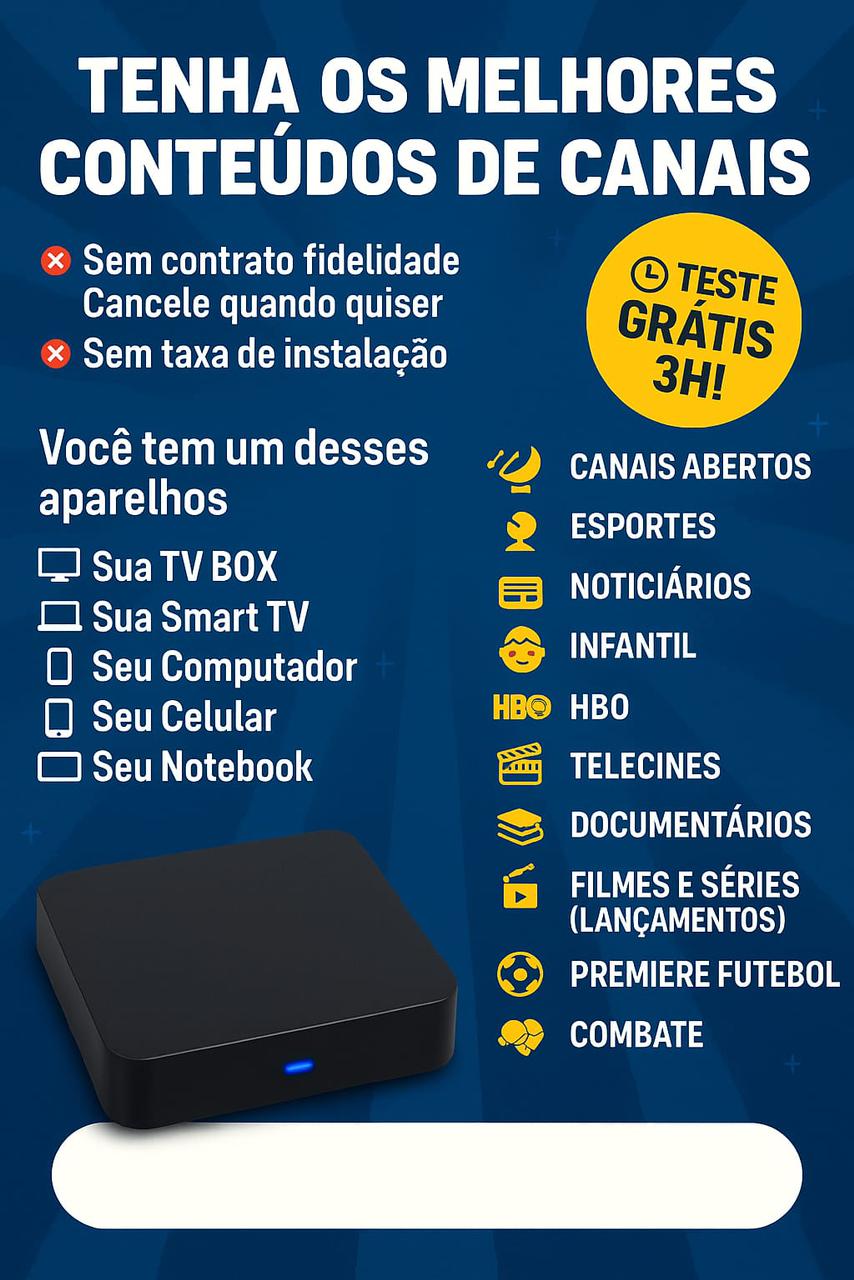 TENHA OS MELHORES
CONTEÚDOS DE CANAIS
Sem contrato fidelidade
Cancele quando quiser
Sem taxa de instalação
TESTE
GRÁTIS
3H!
Você tem um desses
aparelhos
Sua TV BOX
Sua Smart TV
Seu Computador
Seu Celular
Seu Notebook
CANAIS ABERTOS
ESPORTES
NOTICIÁRIOS
INFANTIL
HBO HBO
TELECINES
DOCUMENTÁRIOS
FILMES E SÉRIES
(LANÇAMENTOS)
PREMIERE FUTEBOL
COMBATE